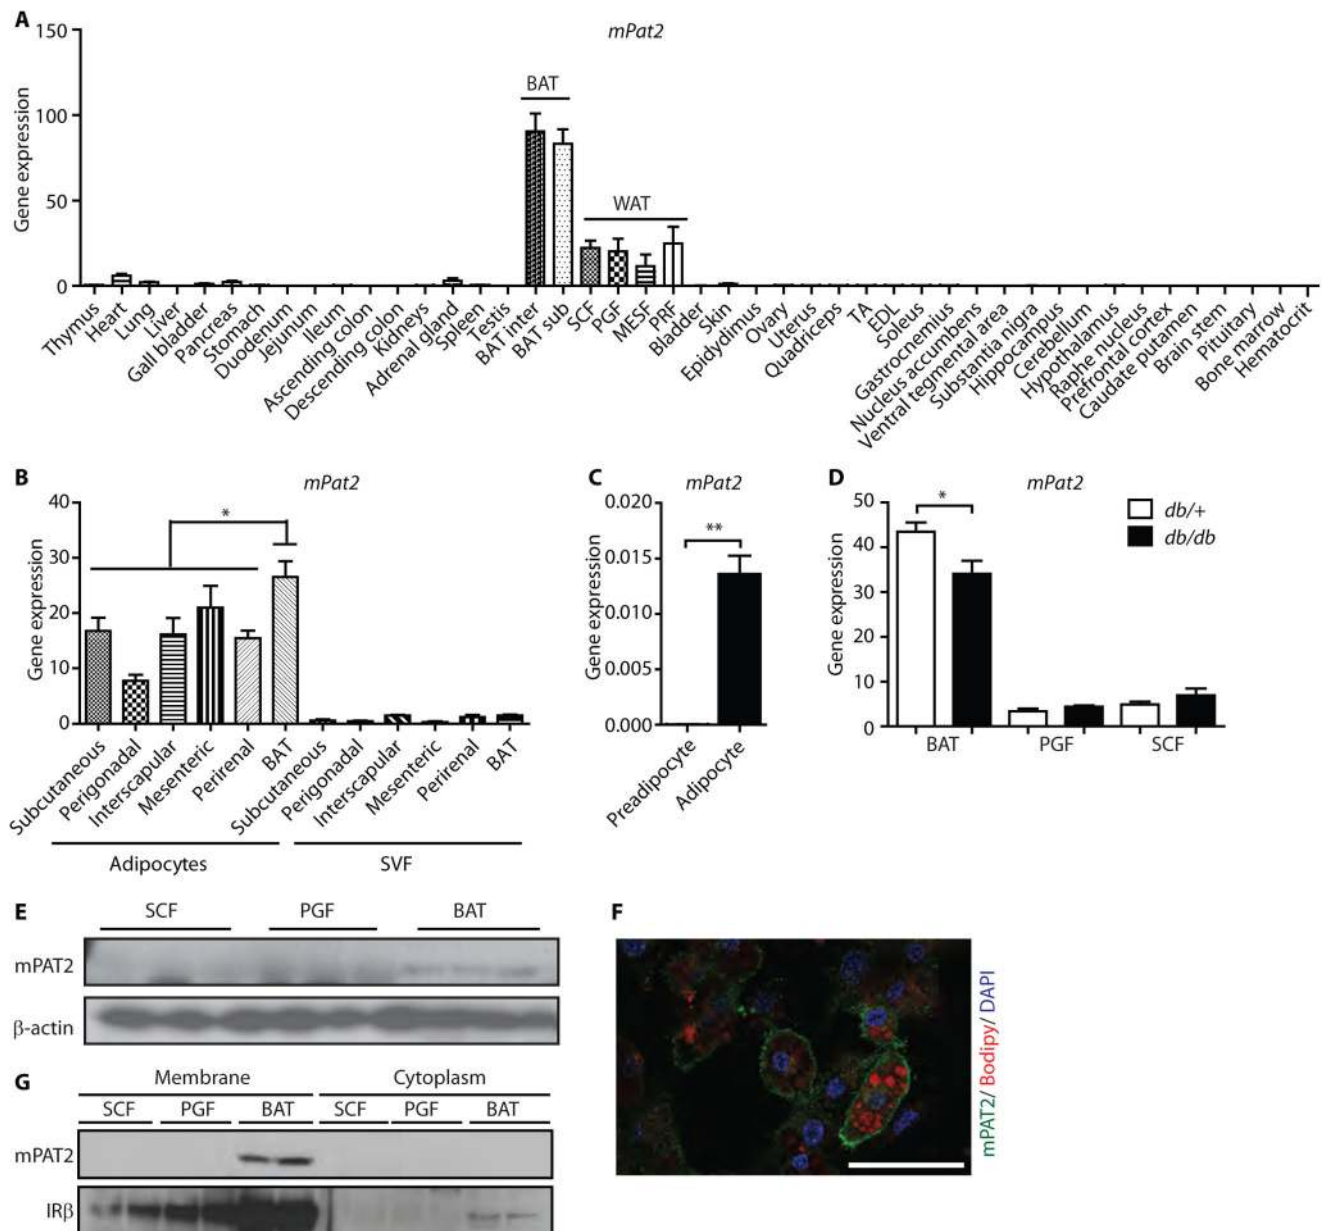 A
mPat2
150
100
50
0
Gene expression
BAT
WAT
Thymus
Heart
Lung
Liver
Gall bladder
Pancreas
Stomach
Duodenum
Jejunum
Ileum
Ascending colon
Descending colon
Kidneys
Adrenal gland
Spleen
Testis
BAT inter
BAT sub
SCF
PGF
MESF
PRF
Bladder
Skin
Epidydimus
Ovary
Uterus
Quadriceps
TA
EDL
Soleus
Gastrocnemius
Nucleus accumbens
Ventral tegmental area
Substantia nigra
Hippocampus
Cerebellum
Hypothalamus
Raphe nucleus
Prefrontal cortex
Caudate putamen
Brain stem
Pituitary
Bone marrow
Hematocrit
B
mPat2
40
30
20
10
0
Gene expression
*
Subcutaneous
Perigonadal
Interscapular
Mesenteric
Perirenal
BAT
Subcutaneous
Perigonadal
Interscapular
Mesenteric
Perirenal
BAT
Adipocytes
SVF
C
mPat2
0.020
0.015
0.010
0.005
0.000
Gene expression
**
Preadipocyte
Adipocyte
D
mPat2
50
40
30
20
10
0
Gene expression
*
db/+
db/db
BAT
PGF
SCF
E
SCF
PGF
BAT
mPAT2
β-actin
F
mPAT2/ Bodipy/ DAPI
G
Membrane
Cytoplasm
SCF
PGF
BAT
SCF
PGF
BAT
mPAT2
IRβ